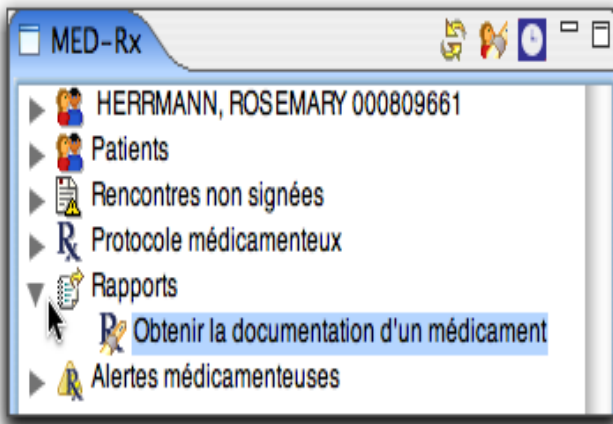 MED-Rx
HERRMANN, ROSEMARY 000809661
Patients
Rencontres non signées
Protocole médicamenteux
Rapports
Obtenir la documentation d'un médicament
Alertes médicamenteuses